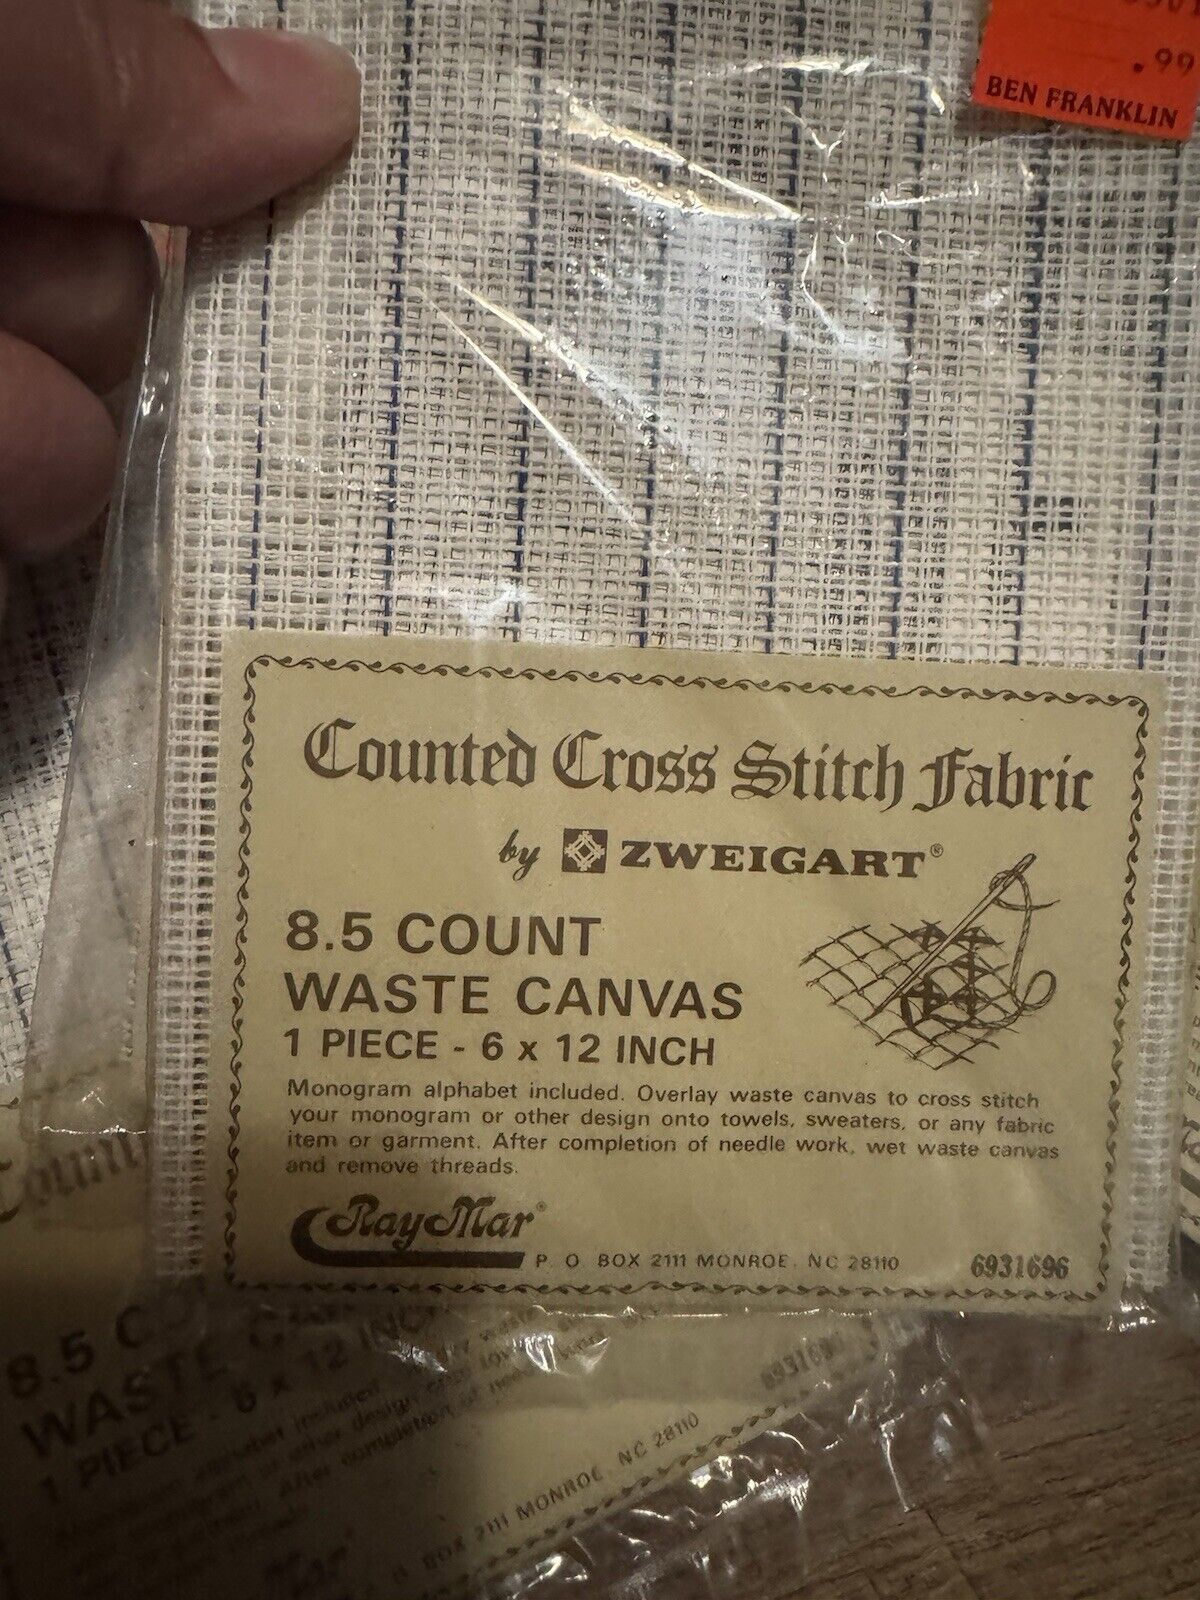 .99
BEN FRANKLIN
Counted Cross Stitch Fabric
by ZWEIGART®
8.5 COUNT
WASTE CANVAS
1 PIECE - 6 x 12 INCH
Monogram alphabet included. Overlay waste canvas to cross stitch
your monogram or other design onto towels, sweaters, or any fabric
item or garment. After completion of needle work, wet waste canvas
and remove threads.
RayMar®
P. O. BOX 2111 MONROE, NC 28110
6931696
8.5 C
WASTE
1 PIECE - 6 x 12 INC
BOX 2111 MONROE, NC 28110